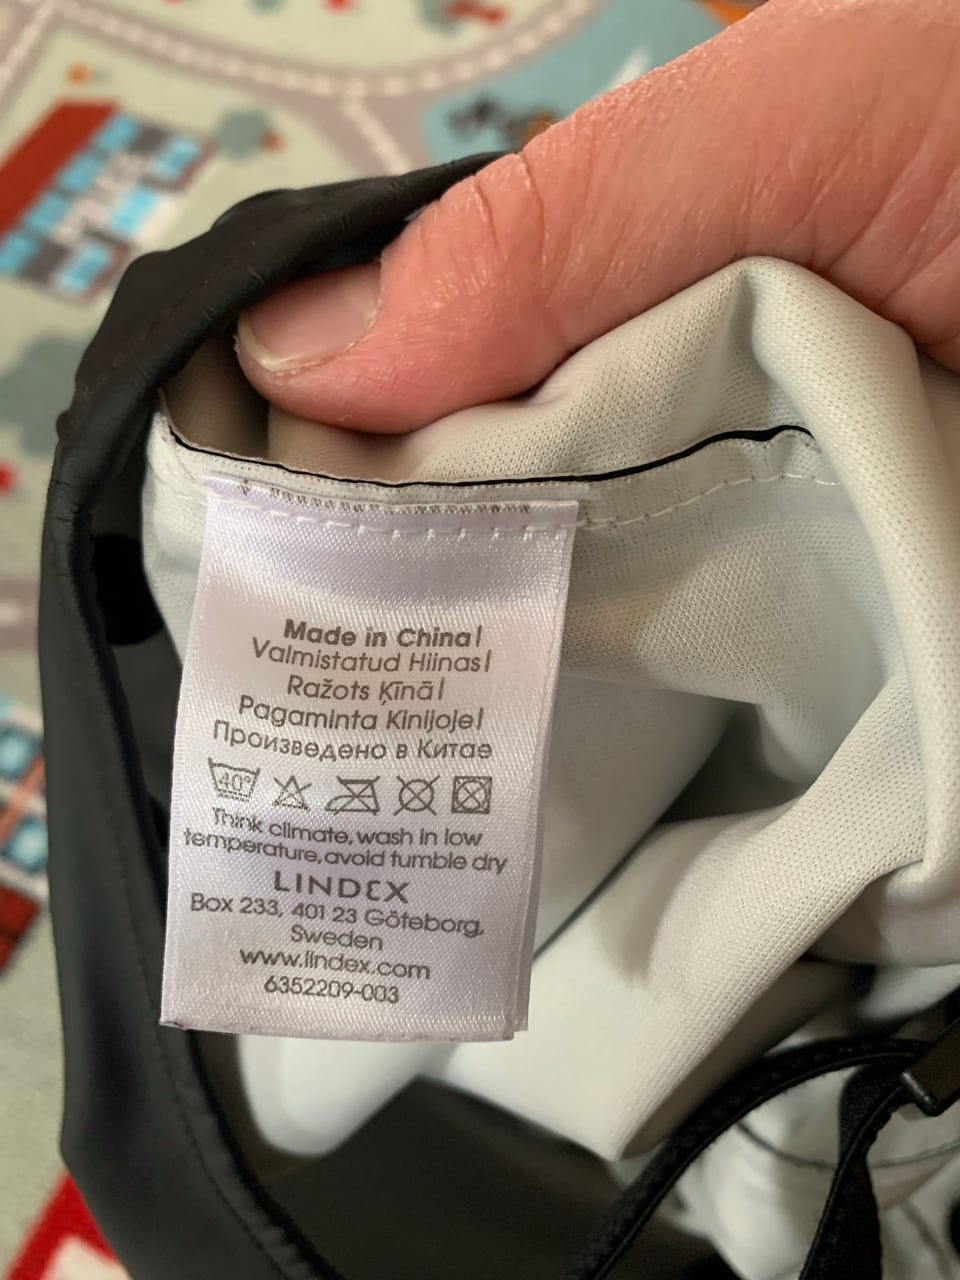 Made in China|
Valmistatud Hiinas|
Ražots Ķīnā|
Pagaminta Kinijoje|
Произведено в Китае
40°
Think climate, wash in low
temperature, avoid tumble dry
LINDEX
Box 233, 401 23 Göteborg,
Sweden
www.lindex.com
6352209-003